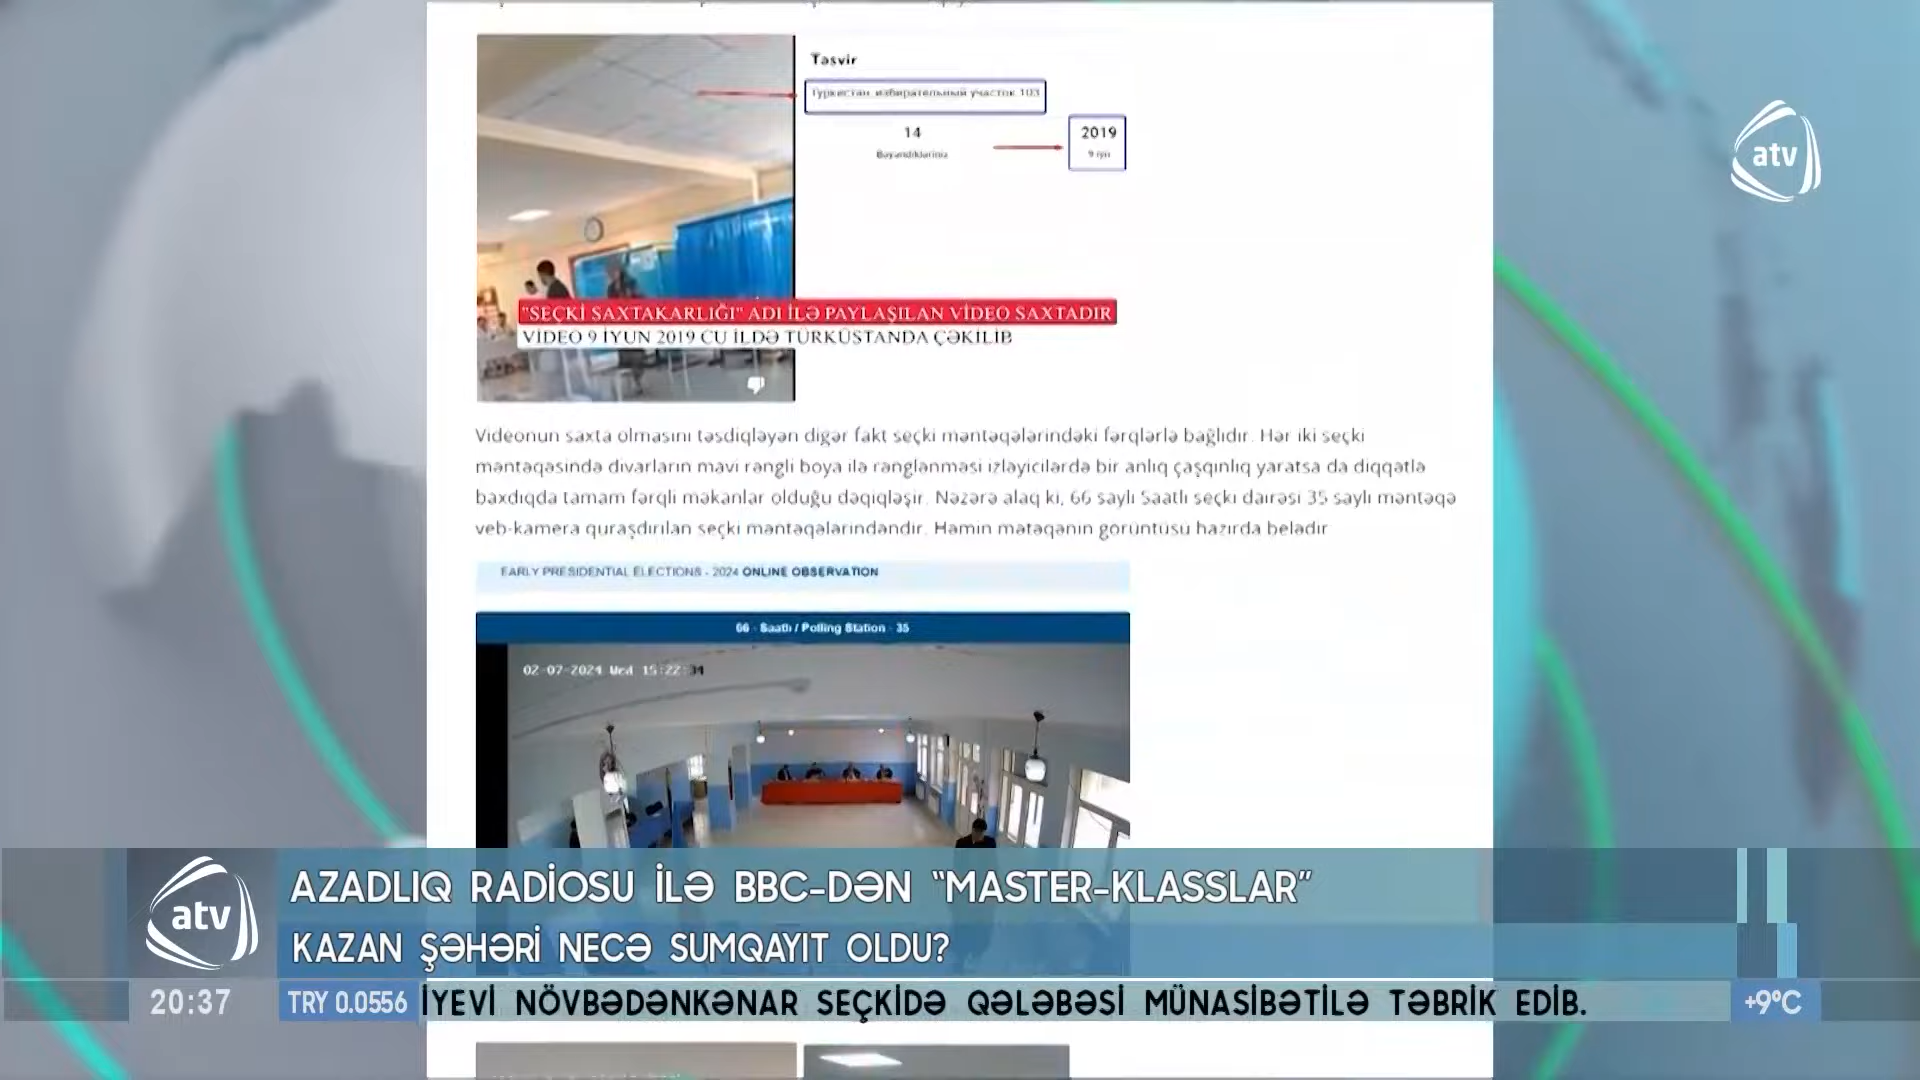 Təsvir
Туркестан избирательный участок 103
14
Bəyəndikləriniz
2019
9 iyn
atv
"SEÇKİ SAXTAKARLIĞI" ADI İLƏ PAYLAŞILAN VİDEO SAXTADIR
VİDEO 9 İYUN 2019 CU İLDƏ TÜRKÜSTANDA ÇƏKİLİB
Videonun saxta olmasını təsdiqləyən digər fakt seçki məntəqələrindəki fərqlərlə bağlıdır. Hər iki seçki
məntəqəsində divarların mavi rəngli boya ilə rənglənməsi izləyicilərdə bir anlıq çaşqınlıq yaratsa da diqqətlə
baxdıqda tamam fərqli məkanlar olduğu dəqiqləşir. Nəzərə alaq ki, 66 saylı Saatlı seçki dairəsi 35 saylı məntəqə
veb-kamera quraşdırılan seçki məntəqələrindəndir. Həmin mətəqənin görüntüsü hazırda belədir
EARLY PRESIDENTIAL ELECTIONS - 2024 ONLINE OBSERVATION
66 - Saatlı / Polling Station - 35
02-07-2024 Wed 15:22:34
atv
AZADLIQ RADİOSU İLƏ BBC-DƏN “MASTER-KLASSLAR”
KAZAN ŞƏHƏRİ NECƏ SUMQAYIT OLDU?
20:37
TRY 0.0556
İYEVİ NÖVBƏDƏNKƏNAR SEÇKİDƏ QƏLƏBƏSİ MÜNASİBƏTİLƏ TƏBRİK EDİB.
+9°C